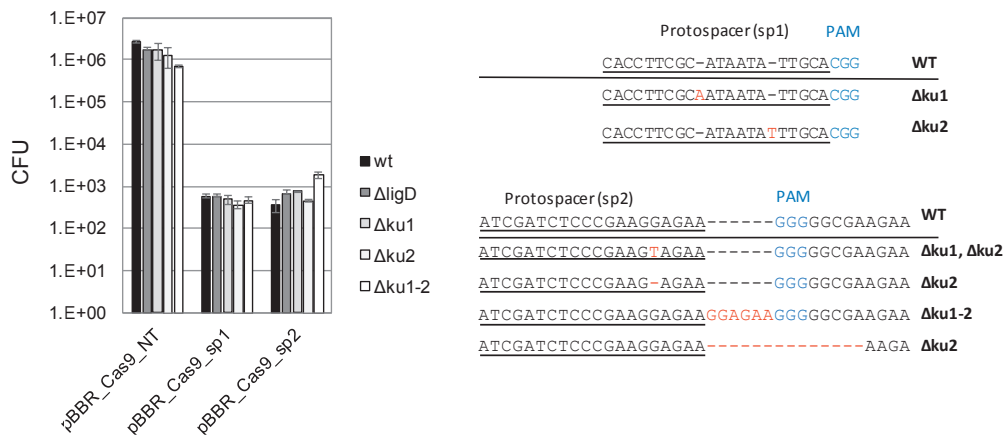 1.E+07
1.E+06
1.E+05
1.E+04
1.E+03
1.E+02
1.E+01
1.E+00
CFU
pBBR_Cas9_NT
pBBR_Cas9_sp1
pBBR_Cas9_sp2
wt
ΔligD
Δku1
Δku2
Δku1-2
Protospacer (sp1) PAM
CACCTTCGC-ATAATA-TTGCACGG WT
CACCTTCGCAATAATA-TTGCACGG Δku1
CACCTTCGC-ATAATATTTGCACGG Δku2
Protospacer (sp2) PAM
ATCGATCTCCCGAAGGAGAA------GGGGGCGAAGAA WT
ATCGATCTCCCGAAGTAGAA------GGGGGCGAAGAA Δku1, Δku2
ATCGATCTCCCGAAG-AGAA------GGGGGCGAAGAA Δku2
ATCGATCTCCCGAAGGAGAAGGAGAAGGGGGCGAAGAA Δku1-2
ATCGATCTCCCGAAGGAGAA--------------AAGA Δku2